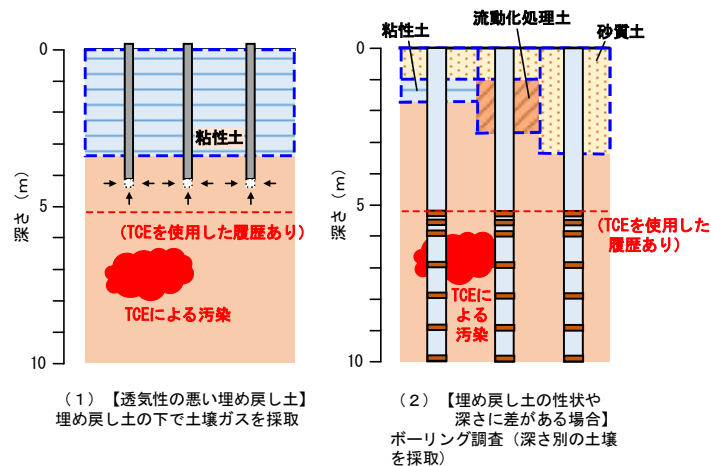 0
5
10
深さ（m）
粘性土
(TCEを使用した履歴あり)
TCEによる汚染
（１）【透気性の悪い埋め戻し土】
埋め戻し土の下で土壌ガスを採取
粘性土
流動化処理土
砂質土
0
5
10
深さ（m）
(TCEを使用した
履歴あり)
TCEに
よる
汚染
（２）【埋め戻し土の性状や
深さに差がある場合】
ボーリング調査（深さ別の土壌
を採取）